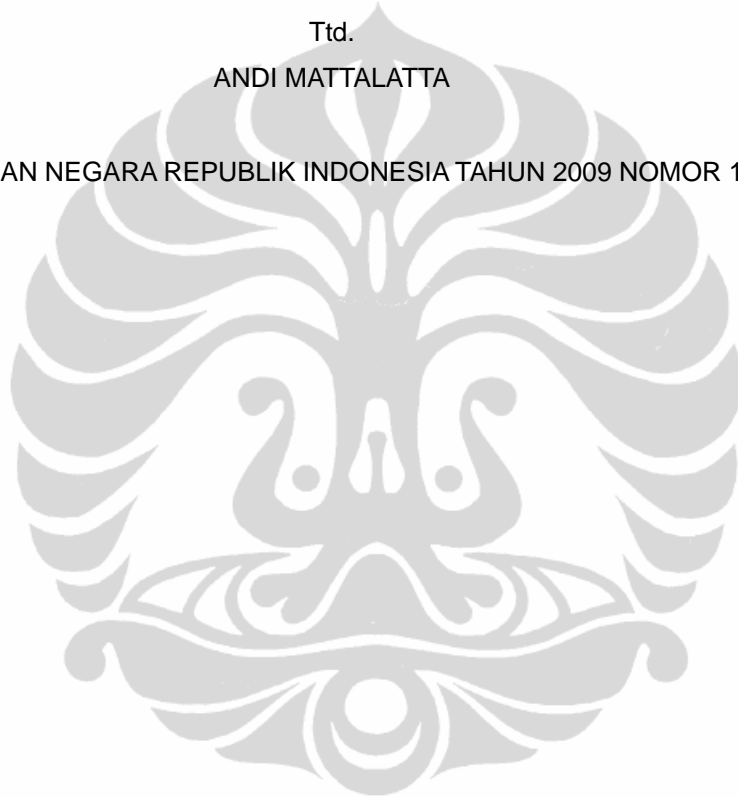 Ttd.
ANDI MATTALATTA
AN NEGARA REPUBLIK INDONESIA TAHUN 2009 NOMOR 1